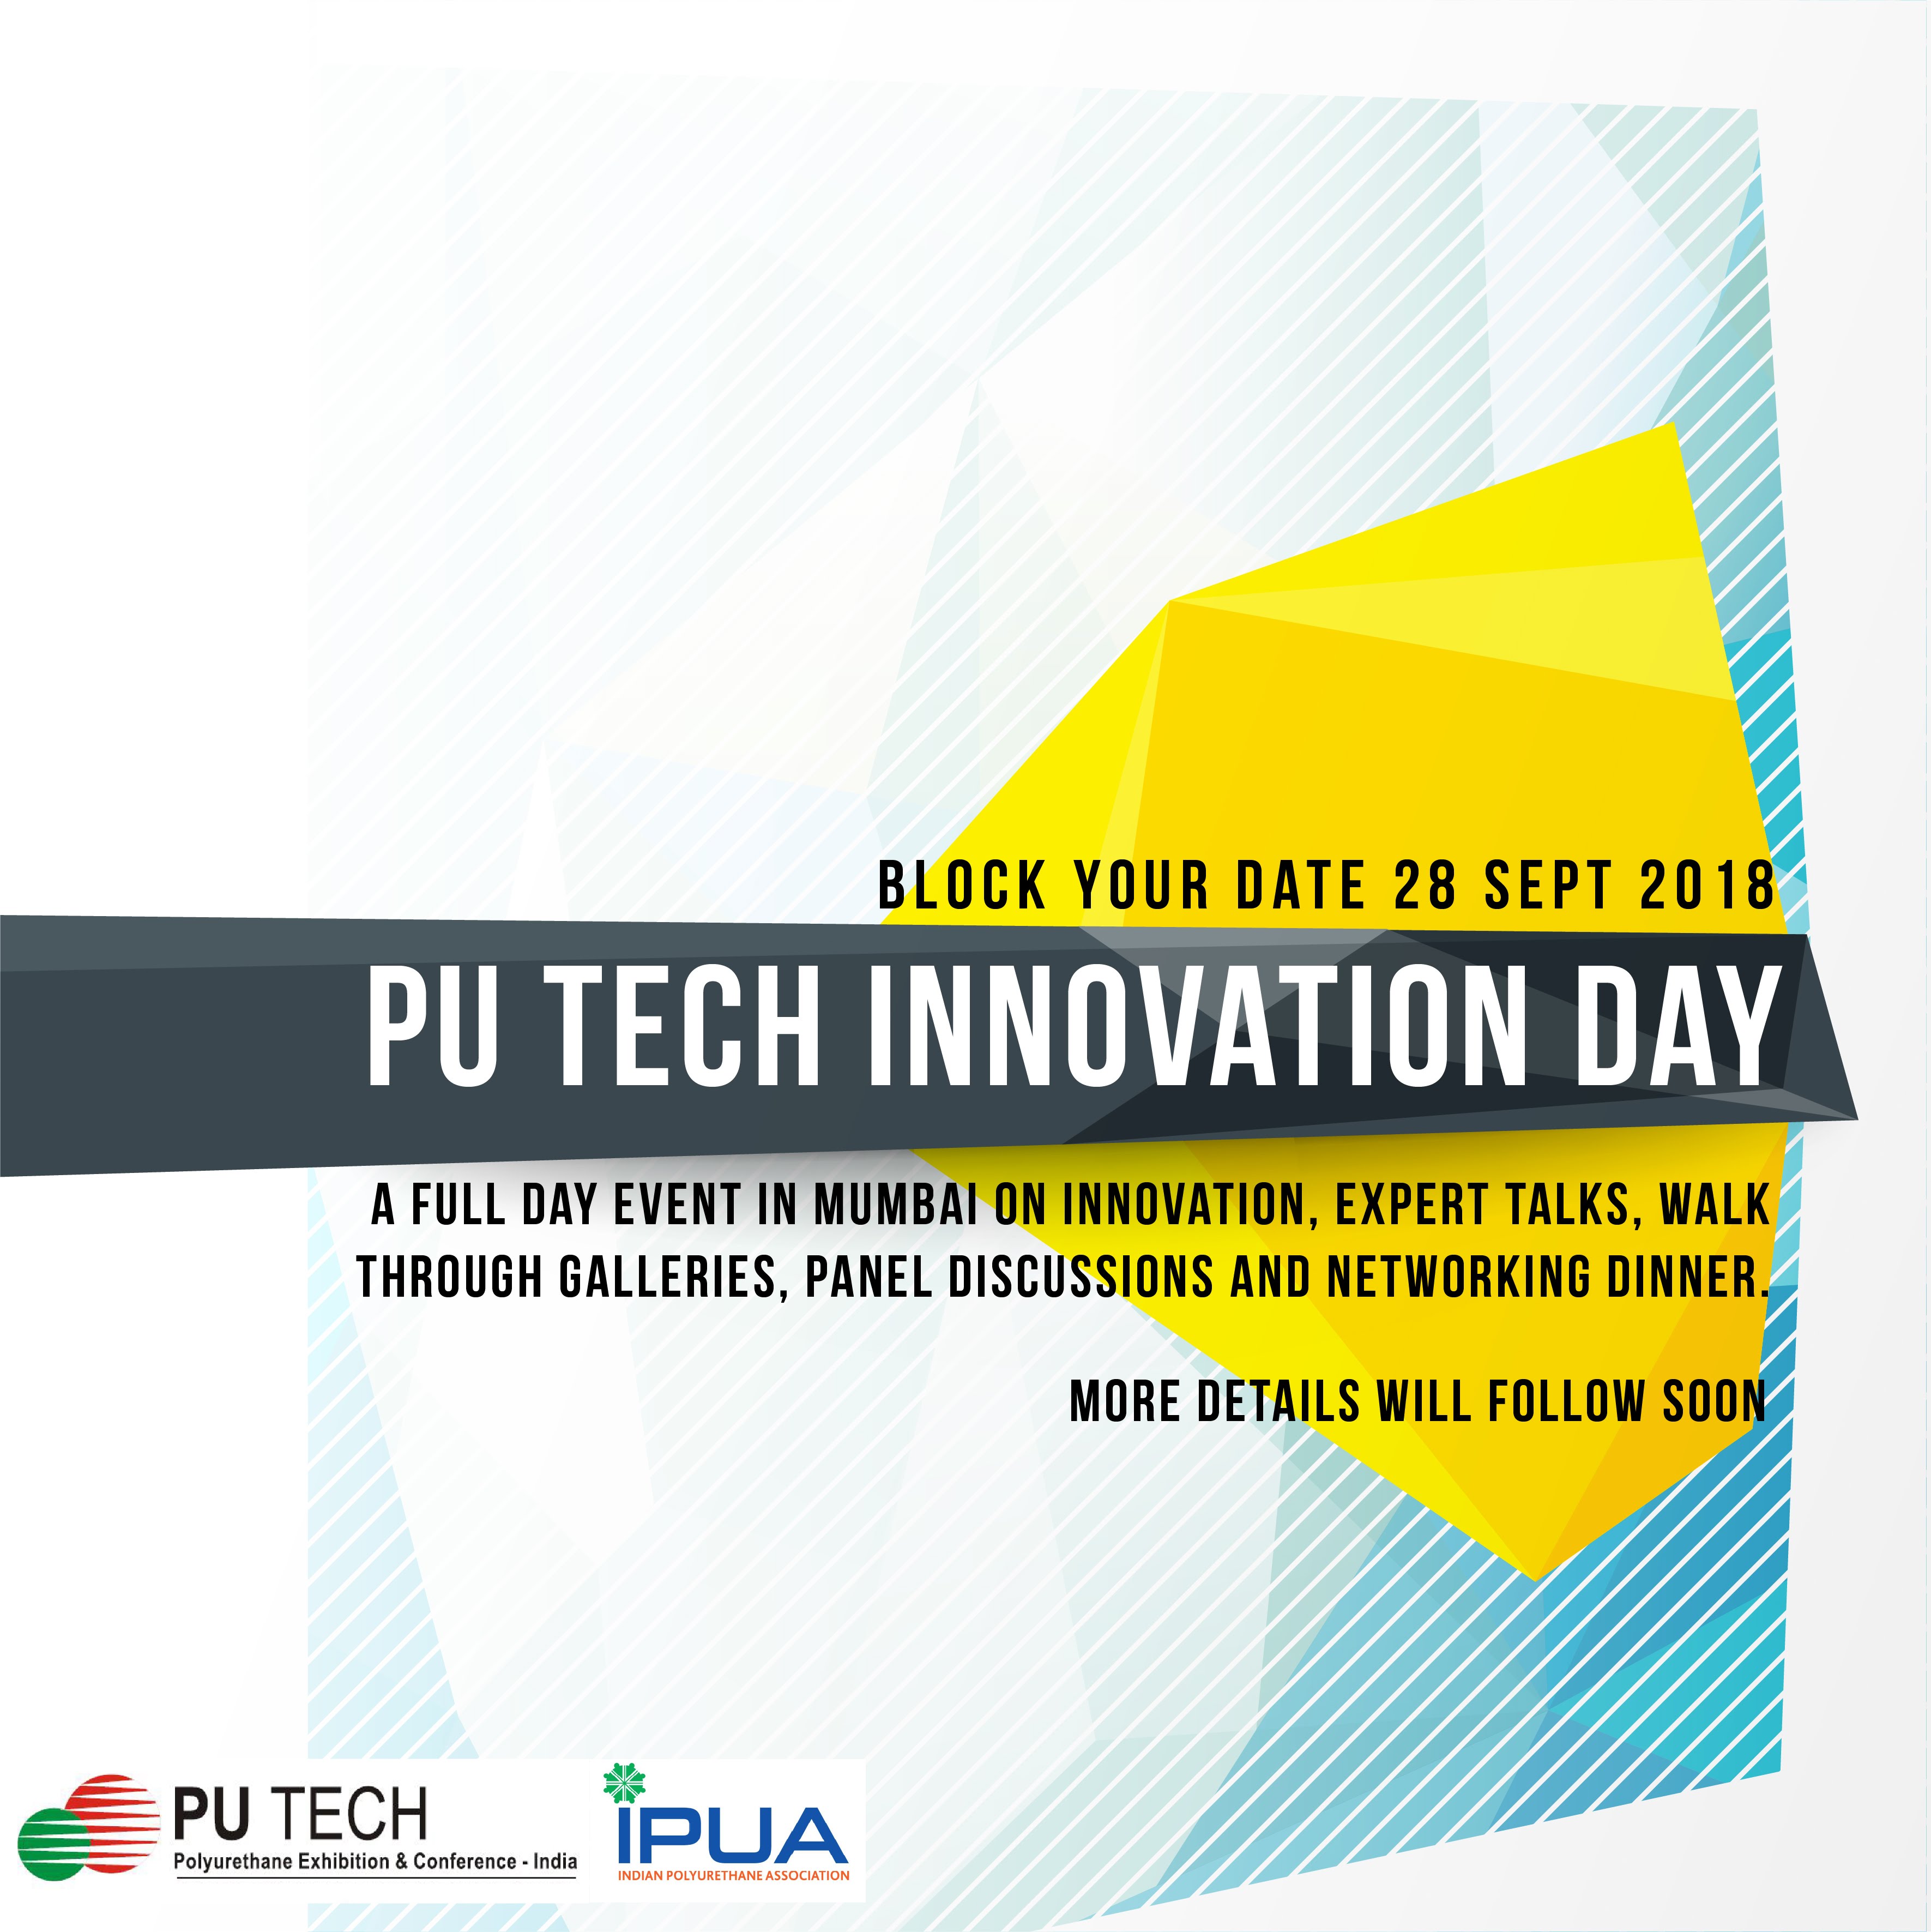 BLOCK YOUR DATE 28 SEPT 2018
PU TECH INNOVATION DAY
A FULL DAY EVENT IN MUMBAI ON INNOVATION, EXPERT TALKS, WALK
THROUGH GALLERIES, PANEL DISCUSSIONS AND NETWORKING DINNER.
MORE DETAILS WILL FOLLOW SOON
PU TECH
Polyurethane Exhibition & Conference - India
IPUA
INDIAN POLYURETHANE ASSOCIATION